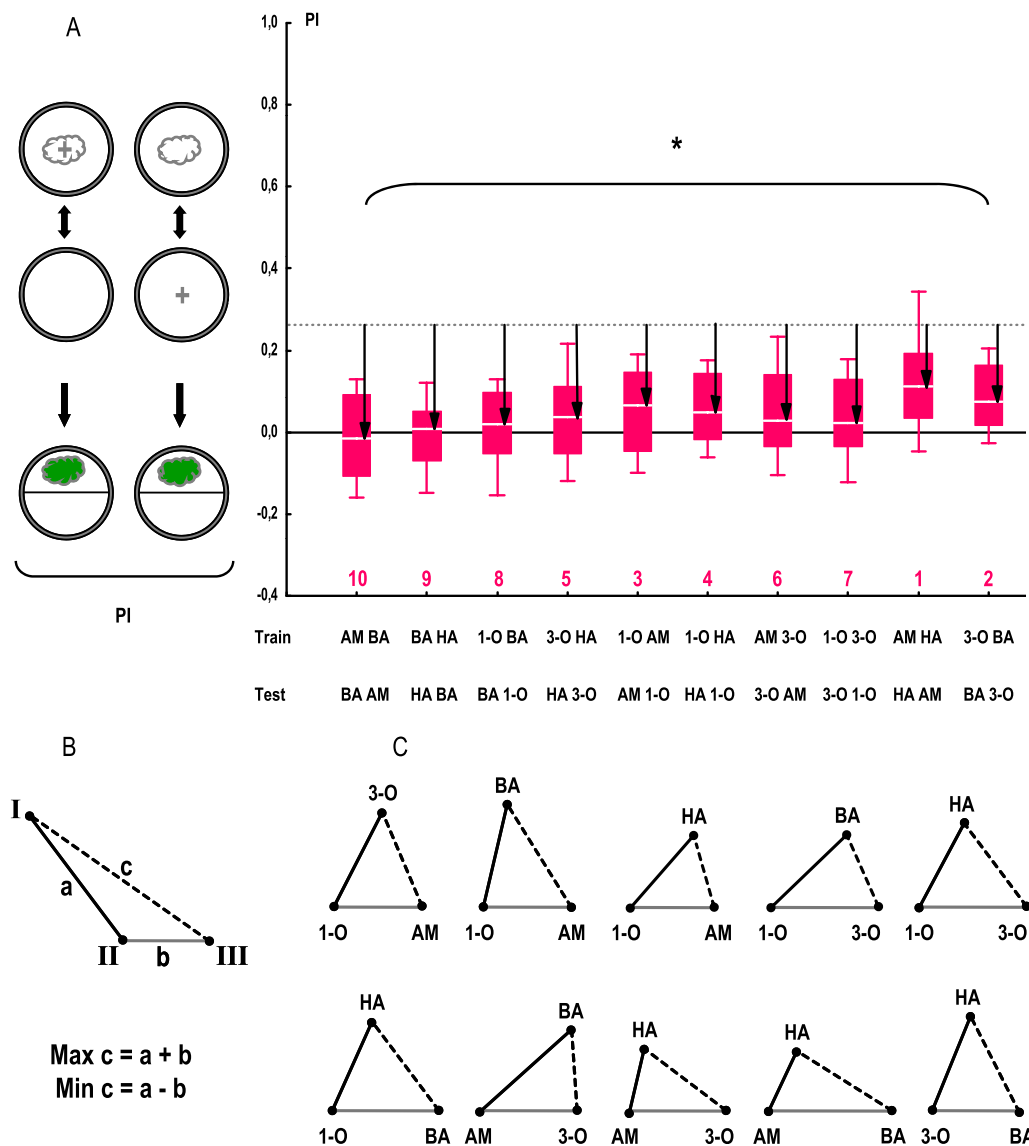 A
PI
1,0
0,8
0,6
0,4
0,2
0,0
-0,2
-0,4
*
10 9 8 5 3 4 6 7 1 2
PI
Train AM BA BA HA 1-O BA 3-O HA 1-O AM 1-O HA AM 3-O 1-O 3-O AM HA 3-O BA
Test BA AM HA BA BA 1-O HA 3-O AM 1-O HA 1-O 3-O AM 3-O 1-O HA AM BA 3-O
B
I
a
c
II
b
III
Max c = a + b
Min c = a - b
C
3-O BA HA BA HA
1-O AM 1-O AM 1-O AM 1-O 3-O 1-O 3-O
HA BA HA HA HA
1-O BA AM 3-O AM 3-O AM BA 3-O BA